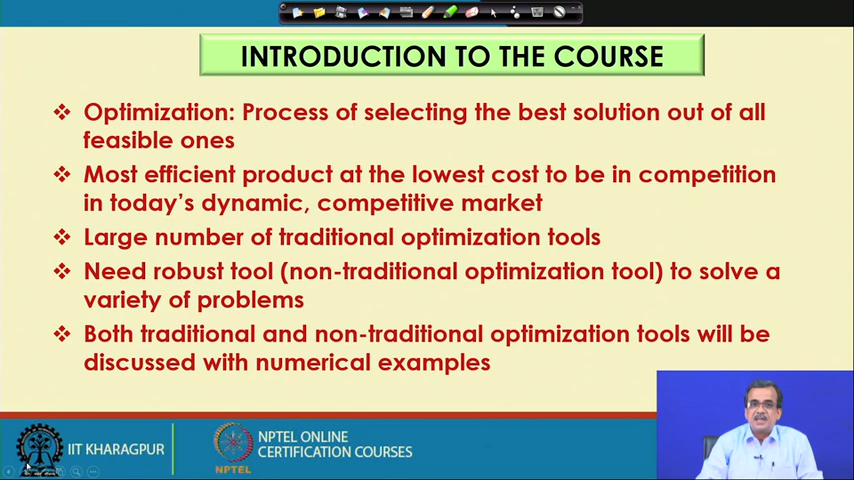 INTRODUCTION TO THE COURSE
❖ Optimization: Process of selecting the best solution out of all
feasible ones
❖ Most efficient product at the lowest cost to be in competition
in today's dynamic, competitive market
❖ Large number of traditional optimization tools
❖ Need robust tool (non-traditional optimization tool) to solve a
variety of problems
❖ Both traditional and non-traditional optimization tools will be
discussed with numerical examples
IIT KHARAGPUR
NPTEL
NPTEL ONLINE
CERTIFICATION COURSES